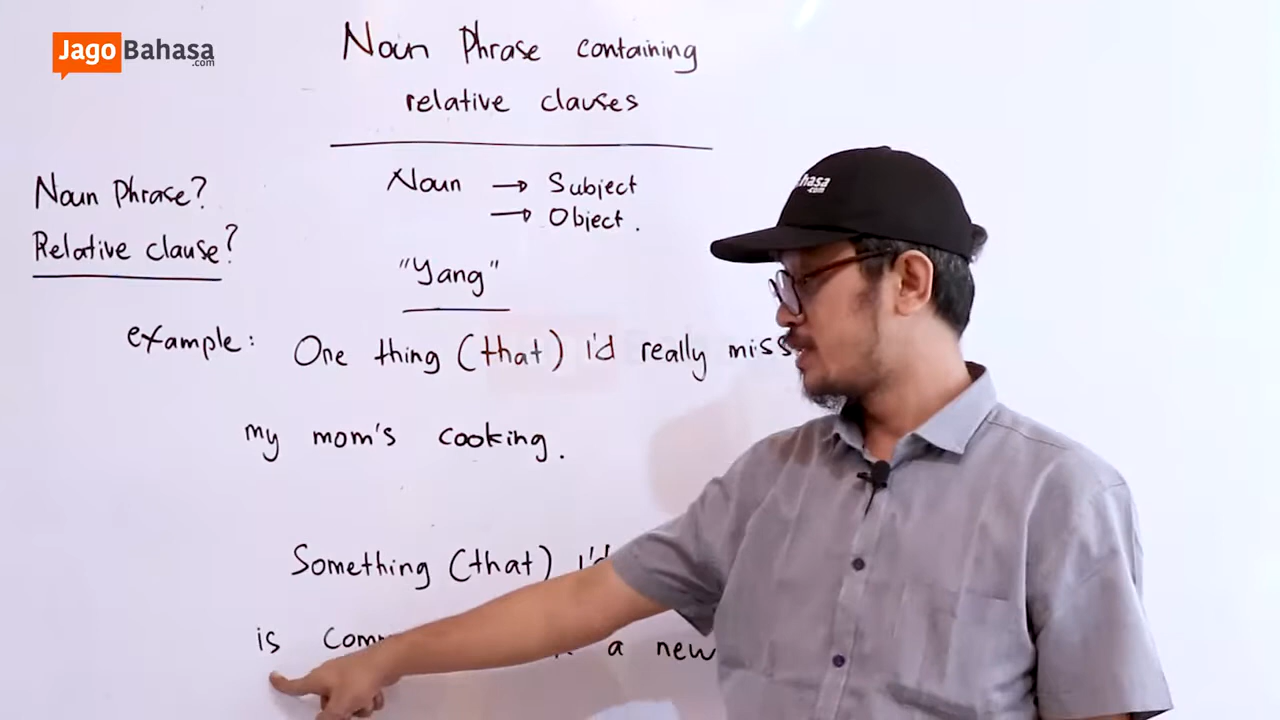 JagoBahasa
.com
Noun Phrase containing
relative clauses
Noun Phrase?
Relative clause?
Noun → Subject
→ Object.
"Yang"
example: One thing (that) I'd really miss
my mom's cooking.
Something (that)
is a new
.com